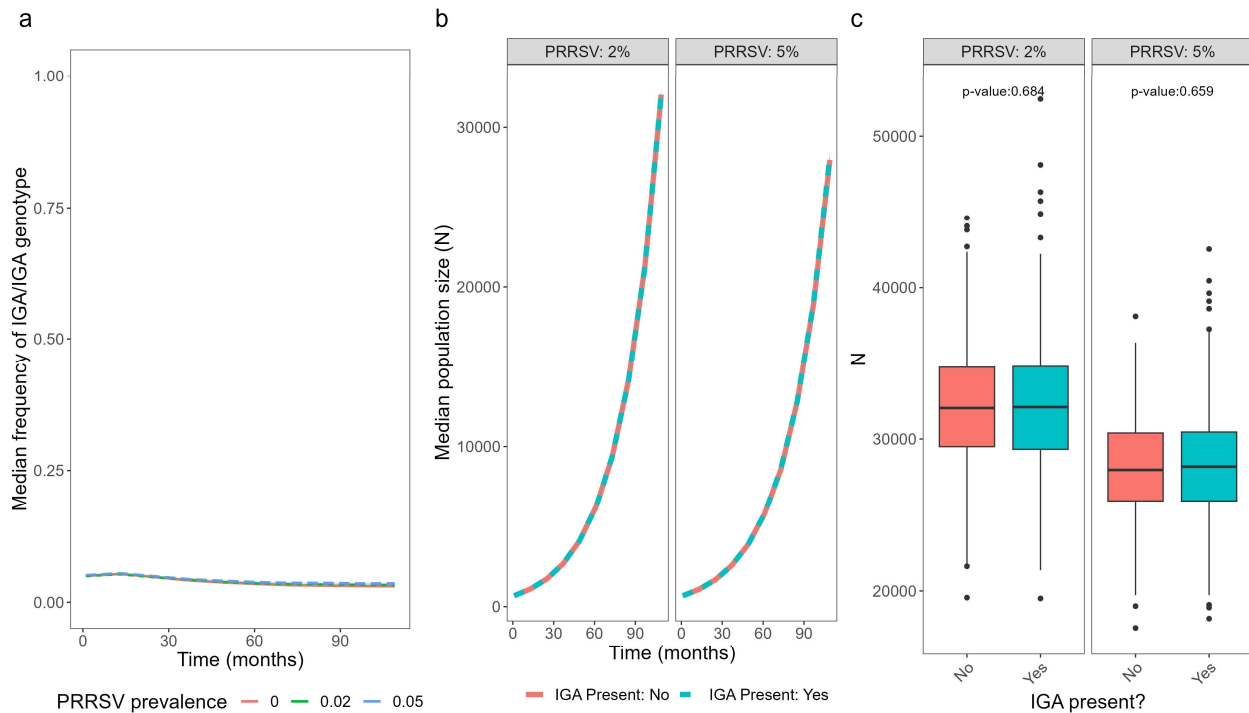 a
Median frequency of IGA/IGA genotype
1.00
0.75
0.50
0.25
0.00
0 30 60 90
Time (months)
PRRSV prevalence 0 0.02 0.05
b
PRRSV: 2% PRRSV: 5%
Median population size (N)
30000
20000
10000
0
0 30 60 90 0 30 60 90
Time (months)
IGA Present: No IGA Present: Yes
c
PRRSV: 2% PRRSV: 5%
p-value:0.684 p-value:0.659
N
50000
40000
30000
20000
No Yes No Yes
IGA present?